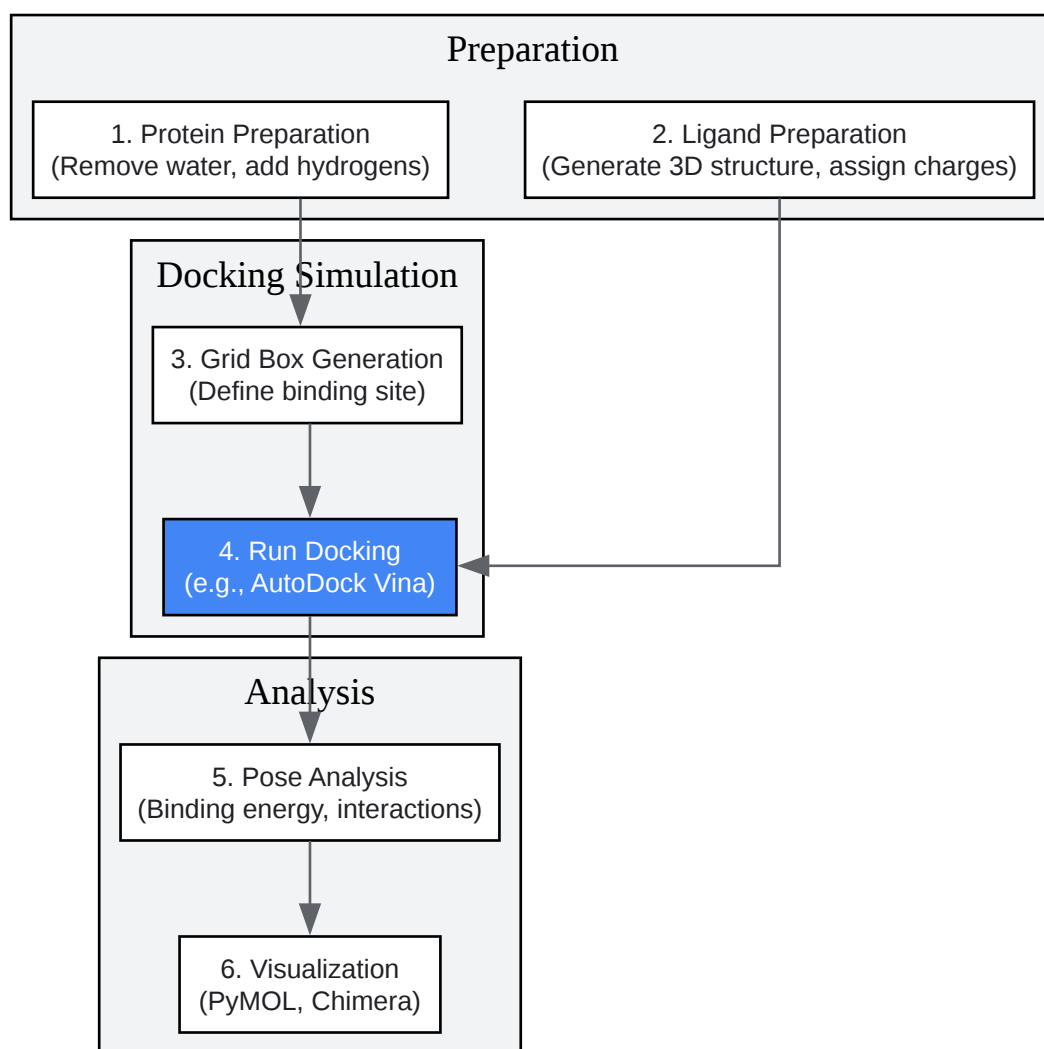 Preparation
1. Protein Preparation
(Remove water, add hydrogens)
2. Ligand Preparation
(Generate 3D structure, assign charges)
Docking Simulation
3. Grid Box Generation
(Define binding site)
4. Run Docking
(e.g., AutoDock Vina)
Analysis
5. Pose Analysis
(Binding energy, interactions)
6. Visualization
(PyMOL, Chimera)